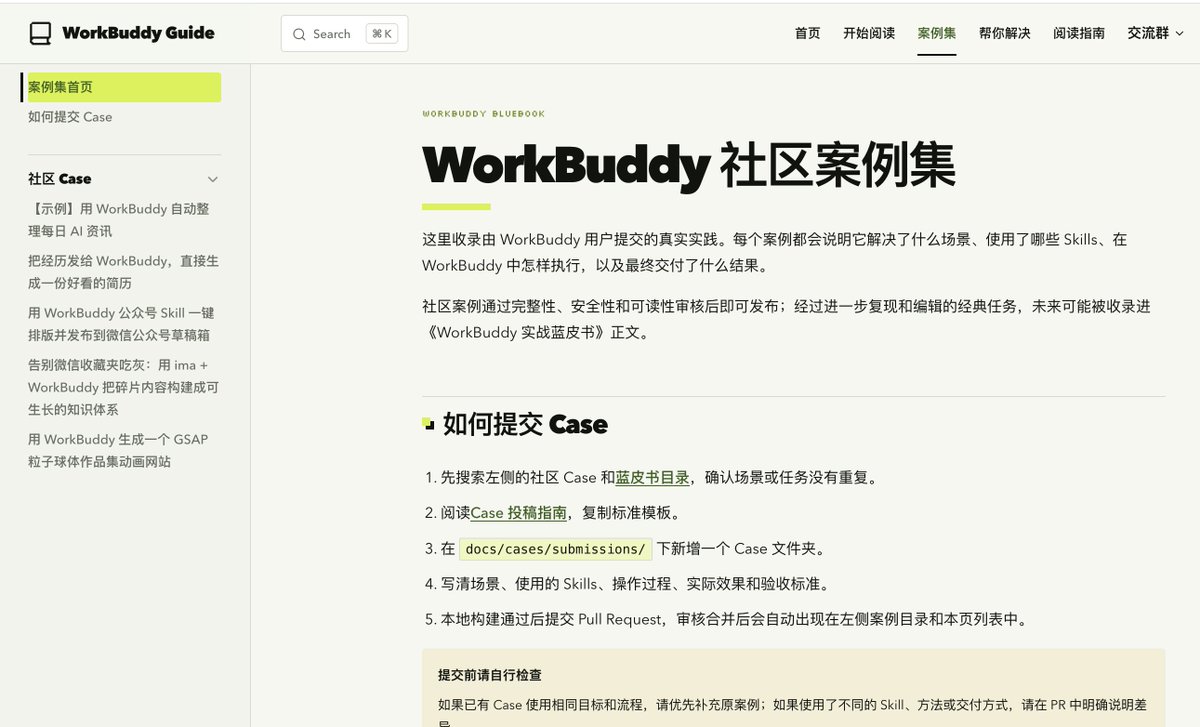 WorkBuddy Guide
Search
⌘ K
首页
开始阅读
案例集
帮你解决
阅读指南
交流群
案例集首页
如何提交 Case
社区 Case
【示例】用 WorkBuddy 自动整
理每日 AI 资讯
把经历发给 WorkBuddy，直接生
成一份好看的简历
用 WorkBuddy 公众号 Skill 一键
排版并发布到微信公众号草稿箱
告别微信收藏夹吃灰：用 ima +
WorkBuddy 把碎片内容构建成可
生长的知识体系
用 WorkBuddy 生成一个 GSAP
粒子球体作品集动画网站
WORKBUDDY BLUEBOOK
WorkBuddy 社区案例集
这里收录由 WorkBuddy 用户提交的真实实践。每个案例都会说明它解决了什么场景、使用了哪些 Skills、在
WorkBuddy 中怎样执行，以及最终交付了什么结果。
社区案例通过完整性、安全性和可读性审核后即可发布；经过进一步复现和编辑的经典任务，未来可能被收录进
《WorkBuddy 实战蓝皮书》正文。
如何提交 Case
1. 先搜索左侧的社区 Case 和蓝皮书目录，确认场景或任务没有重复。
2. 阅读Case 投稿指南，复制标准模板。
3. 在 docs/cases/submissions/ 下新增一个 Case 文件夹。
4. 写清场景、使用的 Skills、操作过程、实际效果和验收标准。
5. 本地构建通过后提交 Pull Request，审核合并后会自动出现在左侧案例目录和本页列表中。
提交前请自行检查
如果已有 Case 使用相同目标和流程，请优先补充原案例；如果使用了不同的 Skill、方法或交付方式，请在 PR 中明确说明差